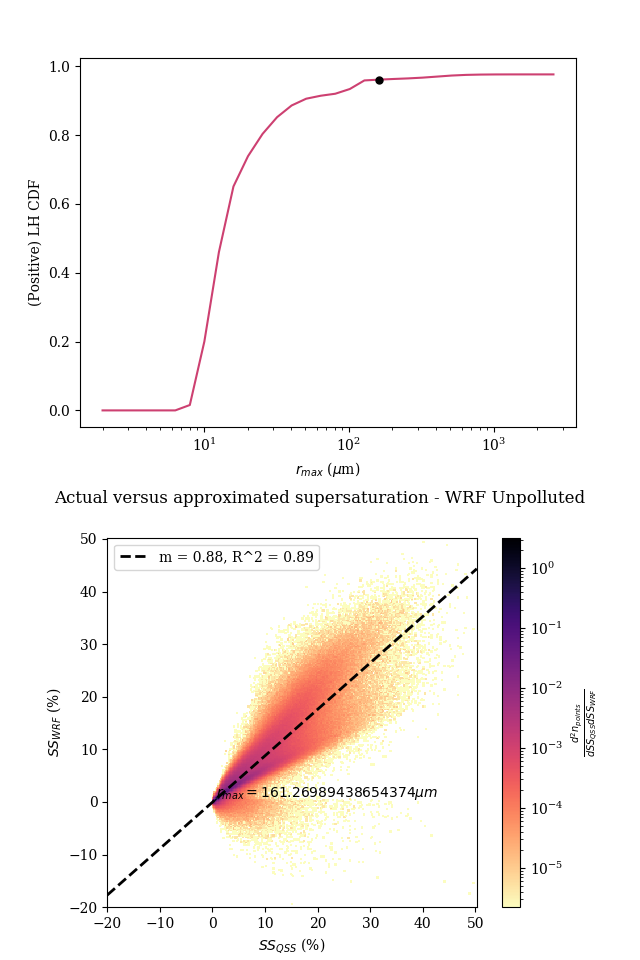 1.0
0.8
0.6
0.4
0.2
0.0
(Positive) LH CDF
10¹ 10² 10³
r_max (μm)
Actual versus approximated supersaturation - WRF Unpolluted
m = 0.88, R^2 = 0.89
50
40
30
20
10
0
−10
−20
SS_WRF (%)
r_max = 161.26989438654374μm
−20 −10 0 10 20 30 40 50
SS_QSS (%)
10⁰
10⁻¹
10⁻²
10⁻³
10⁻⁴
10⁻⁵
d²n_points
dSS_QSS dSS_WRF